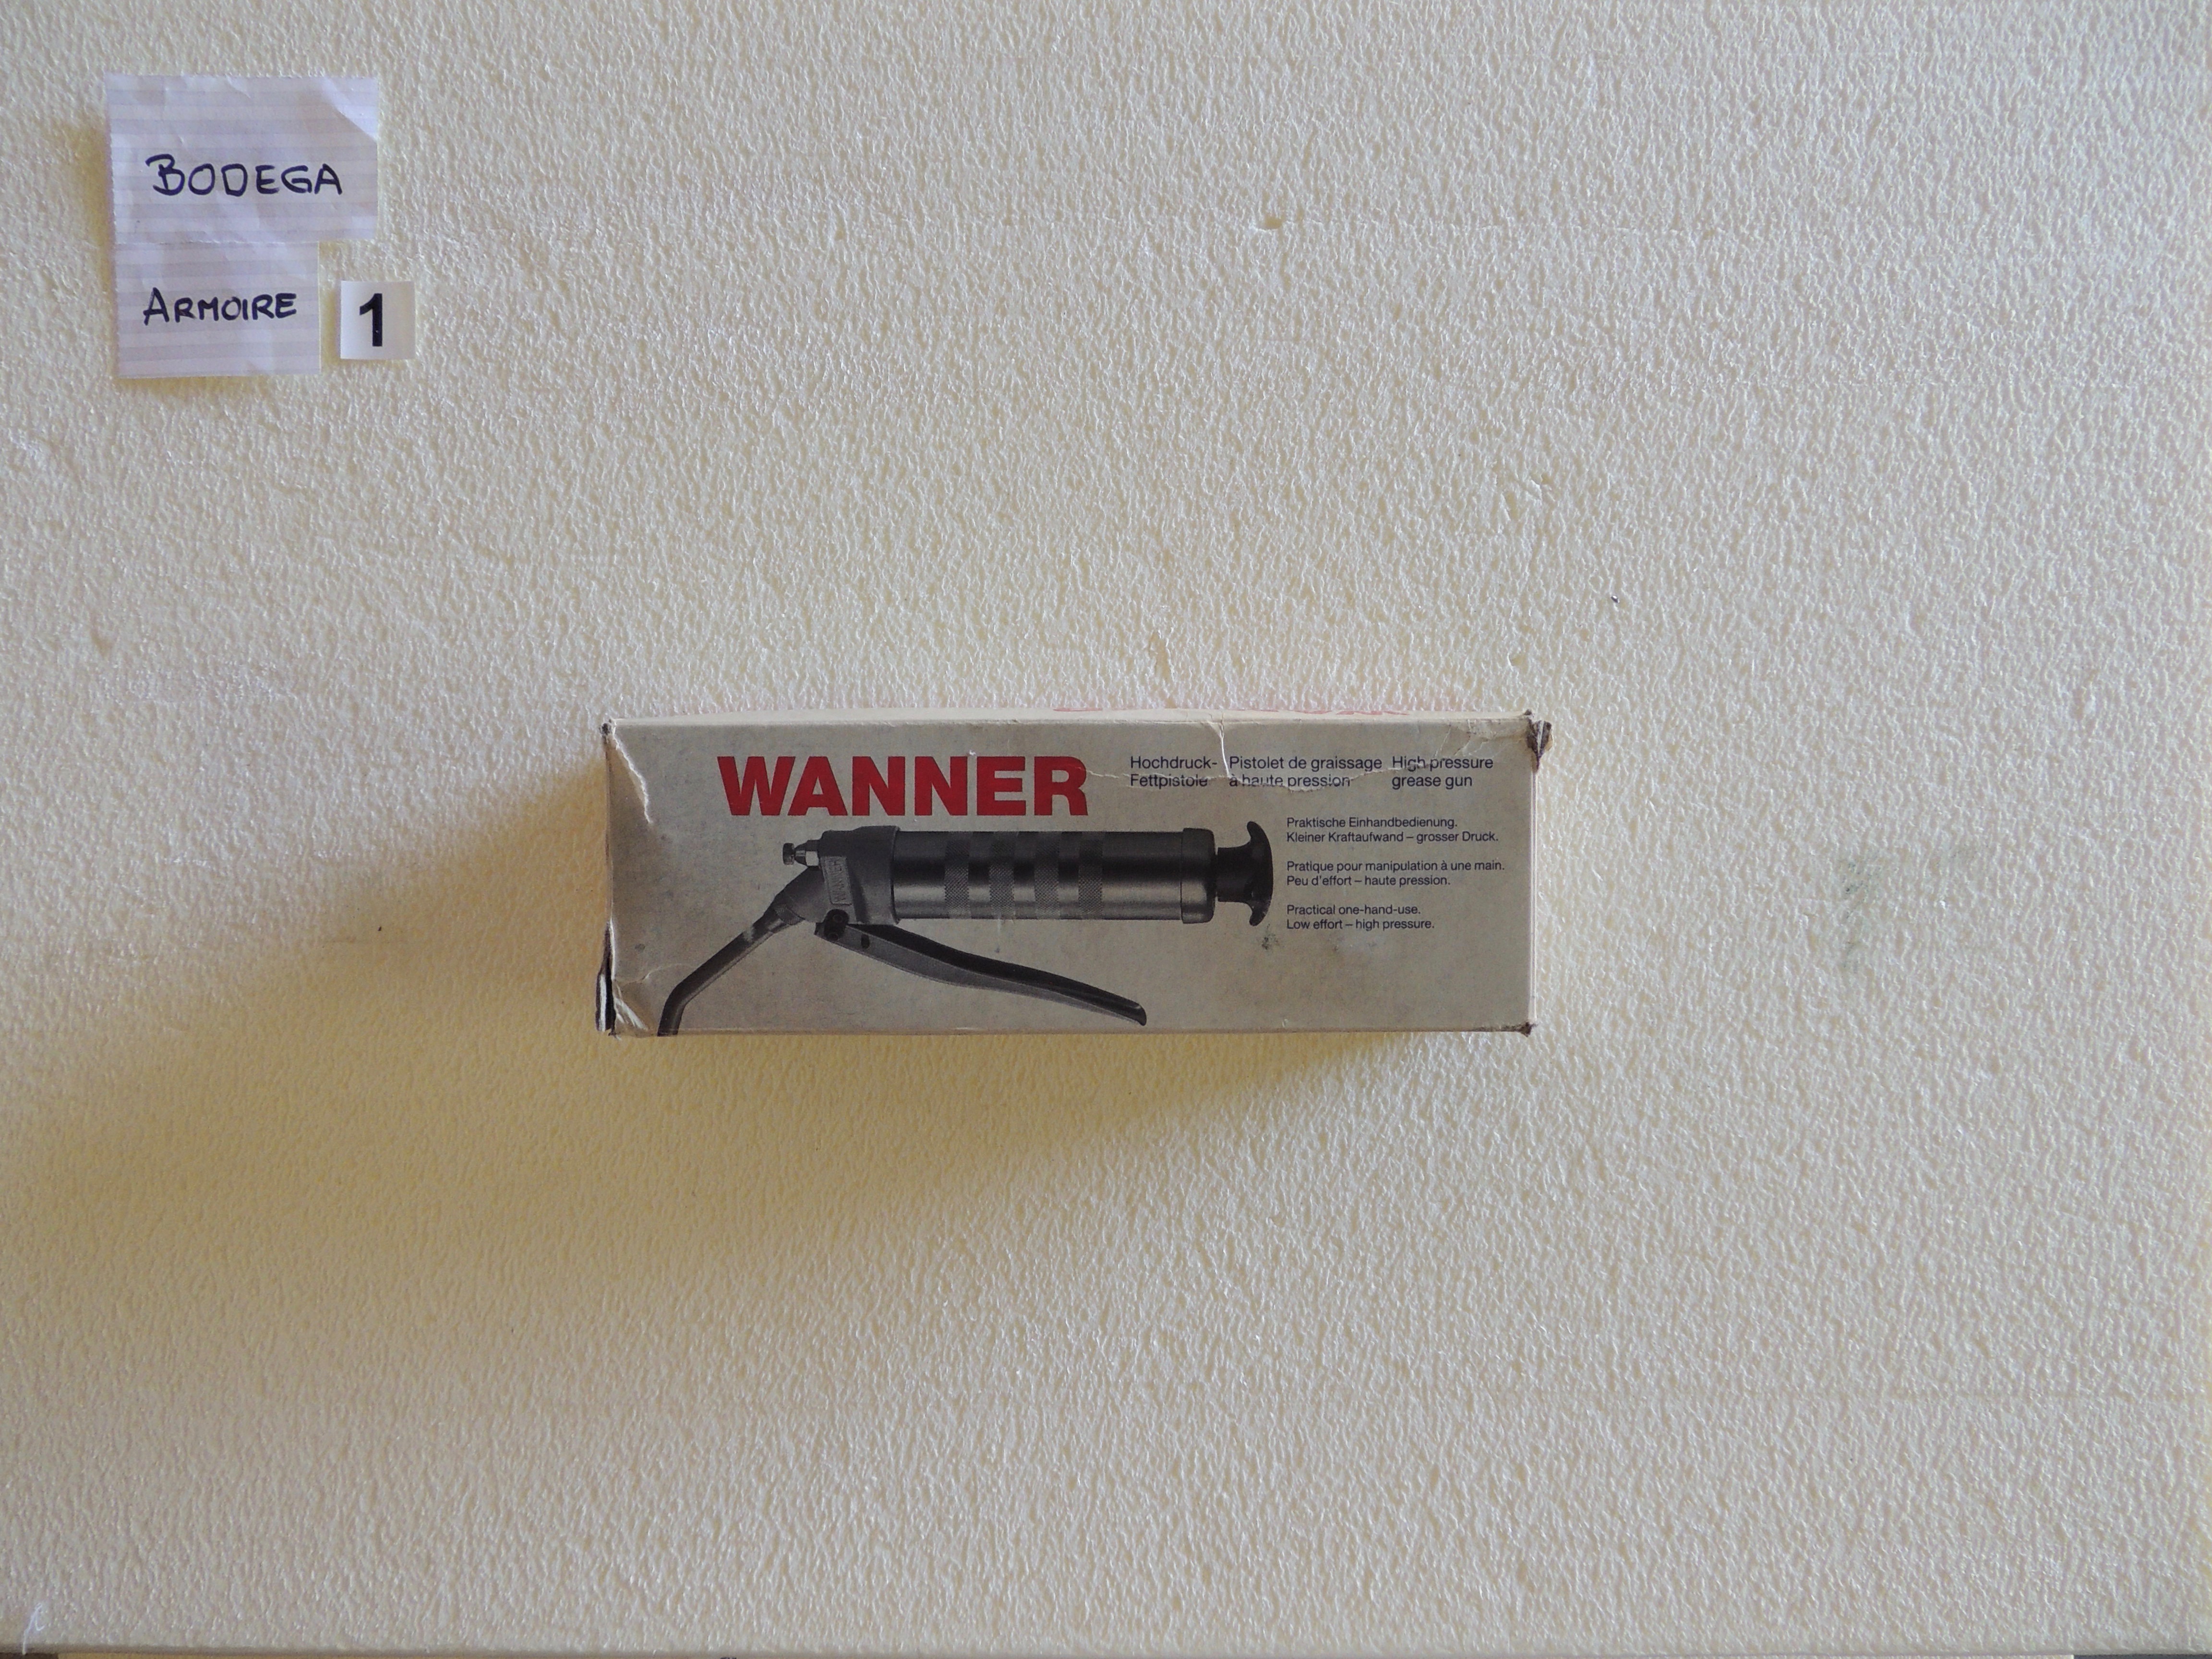 BODEGA
ARMOIRE 1
WANNER
Hochdruck-
Fettpistole
Pistolet de graissage
à haute pression
High pressure
grease gun
Praktische Einhandbedienung.
Kleiner Kraftaufwand – grosser Druck.
Pratique pour manipulation à une main.
Peu d'effort – haute pression.
Practical one-hand-use.
Low effort – high pressure.